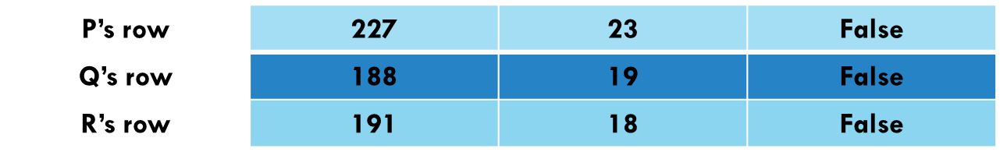 P's row 227 23 False
Q's row 188 19 False
R's row 191 18 False